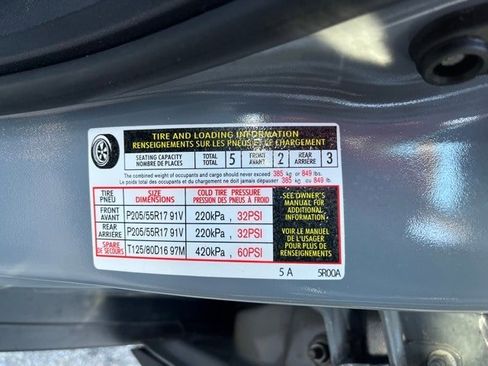 TIRE AND LOADING INFORMATION
RENSEIGNEMENTS SUR LES PNEUS ET LE CHARGEMENT
SEATING CAPACITY TOTAL 5 FRONT 2 REAR 3
NOMBRE DE PLACES TOTAL AVANT ARRIÈRE
The combined weight of occupants and cargo should never exceed 385 kg or 849 lbs.
Le poids total des occupants et du chargement ne doit jamais dépasser 385 kg ou 849 lb.
TIRE SIZE COLD TIRE PRESSURE
PNEU DIMENSIONS PRESSION DES PNEUS À FROID
FRONT
AVANT P205/55R17 91V 220kPa , 32PSI
REAR
ARRIÈRE P205/55R17 91V 220kPa , 32PSI
SPARE
DE SECOURS T125/80D16 97M 420kPa , 60PSI
SEE OWNER'S
MANUAL FOR
ADDITIONAL
INFORMATION
VOIR LE MANUEL
DE L'USAGER
POUR PLUS DE
RENSEIGNEMENTS
5 A 5R00A